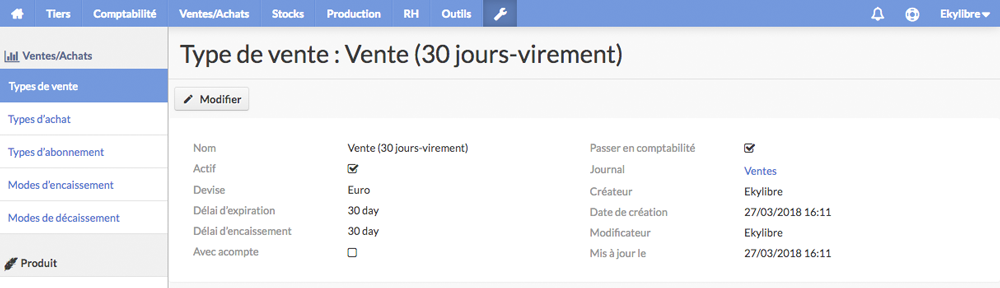 Tiers Comptabilité Ventes/Achats Stocks Production RH Outils Ekylibre
Ventes/Achats
Types de vente
Types d'achat
Types d'abonnement
Modes d'encaissement
Modes de décaissement
Produit
Type de vente : Vente (30 jours-virement)
Modifier
Nom Vente (30 jours-virement)
Actif
Devise Euro
Délai d'expiration 30 day
Délai d'encaissement 30 day
Avec acompte
Passer en comptabilité
Journal Ventes
Créateur Ekylibre
Date de création 27/03/2018 16:11
Modificateur Ekylibre
Mis à jour le 27/03/2018 16:11